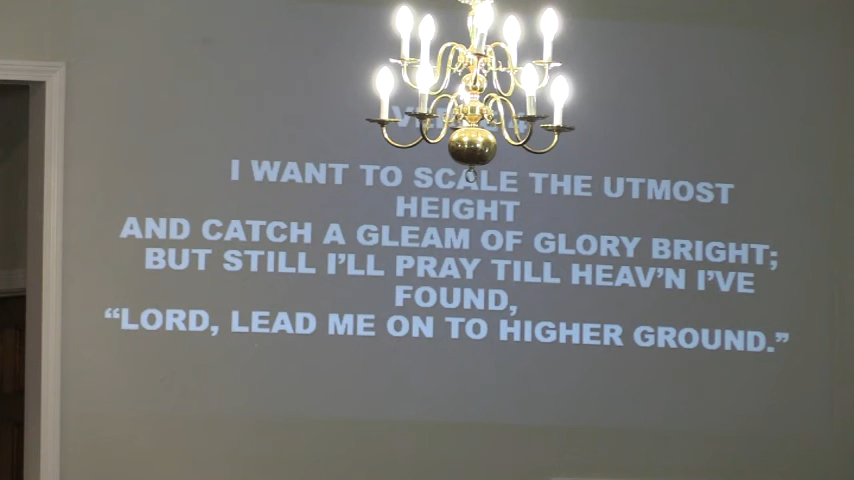 I WANT TO SCALE THE UTMOST
HEIGHT
AND CATCH A GLEAM OF GLORY BRIGHT;
BUT STILL I’LL PRAY TILL HEAV’N I’VE
FOUND,
“LORD, LEAD ME ON TO HIGHER GROUND.”